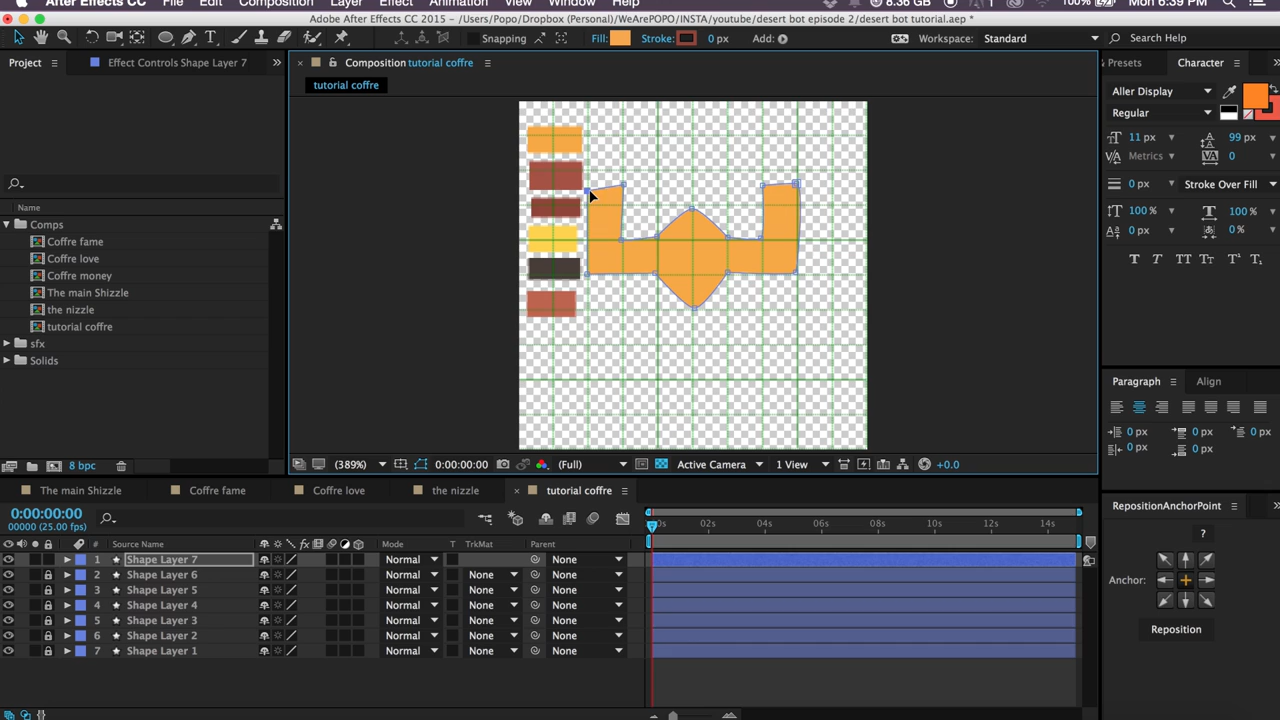 After Effects CC File Edit Composition Layer Effect Animation View Window Help 8.36 GB 1 100% Mon 6:39 PM
Adobe After Effects CC 2015 - /Users/Popo/Dropbox (Personal)/WeArePOPO/INSTA/youtube/desert bot episode 2/desert bot tutorial.aep *
Snapping Fill: Stroke: 0 px Add: Workspace: Standard Search Help
Project Effect Controls Shape Layer 7 Composition tutorial coffre Presets Character
tutorial coffre
Aller Display
Regular
11 px 99 px
Metrics 0
0 px Stroke Over Fill
100% 100%
0 px 0%
T T TT Tт T¹ T₁
Name
Comps
Coffre fame
Coffre love
Coffre money
The main Shizzle
the nizzle
tutorial coffre
sfx
Solids
Paragraph Align
0 px 0 px 0 px
0 px 0 px
8 bpc (389%) 0:00:00:00 (Full) Active Camera 1 View +0.0
The main Shizzle Coffre fame Coffre love the nizzle tutorial coffre
RepositionAnchorPoint
0:00:00:00
00000 (25.00 fps)
0s 02s 04s 06s 08s 10s 12s 14s
?
# Source Name fx Mode T TrkMat Parent
1 Shape Layer 7 Normal None
2 Shape Layer 6 Normal None None
3 Shape Layer 5 Normal None None
4 Shape Layer 4 Normal None None
5 Shape Layer 3 Normal None None
6 Shape Layer 2 Normal None None
7 Shape Layer 1 Normal None None
Anchor:
Reposition